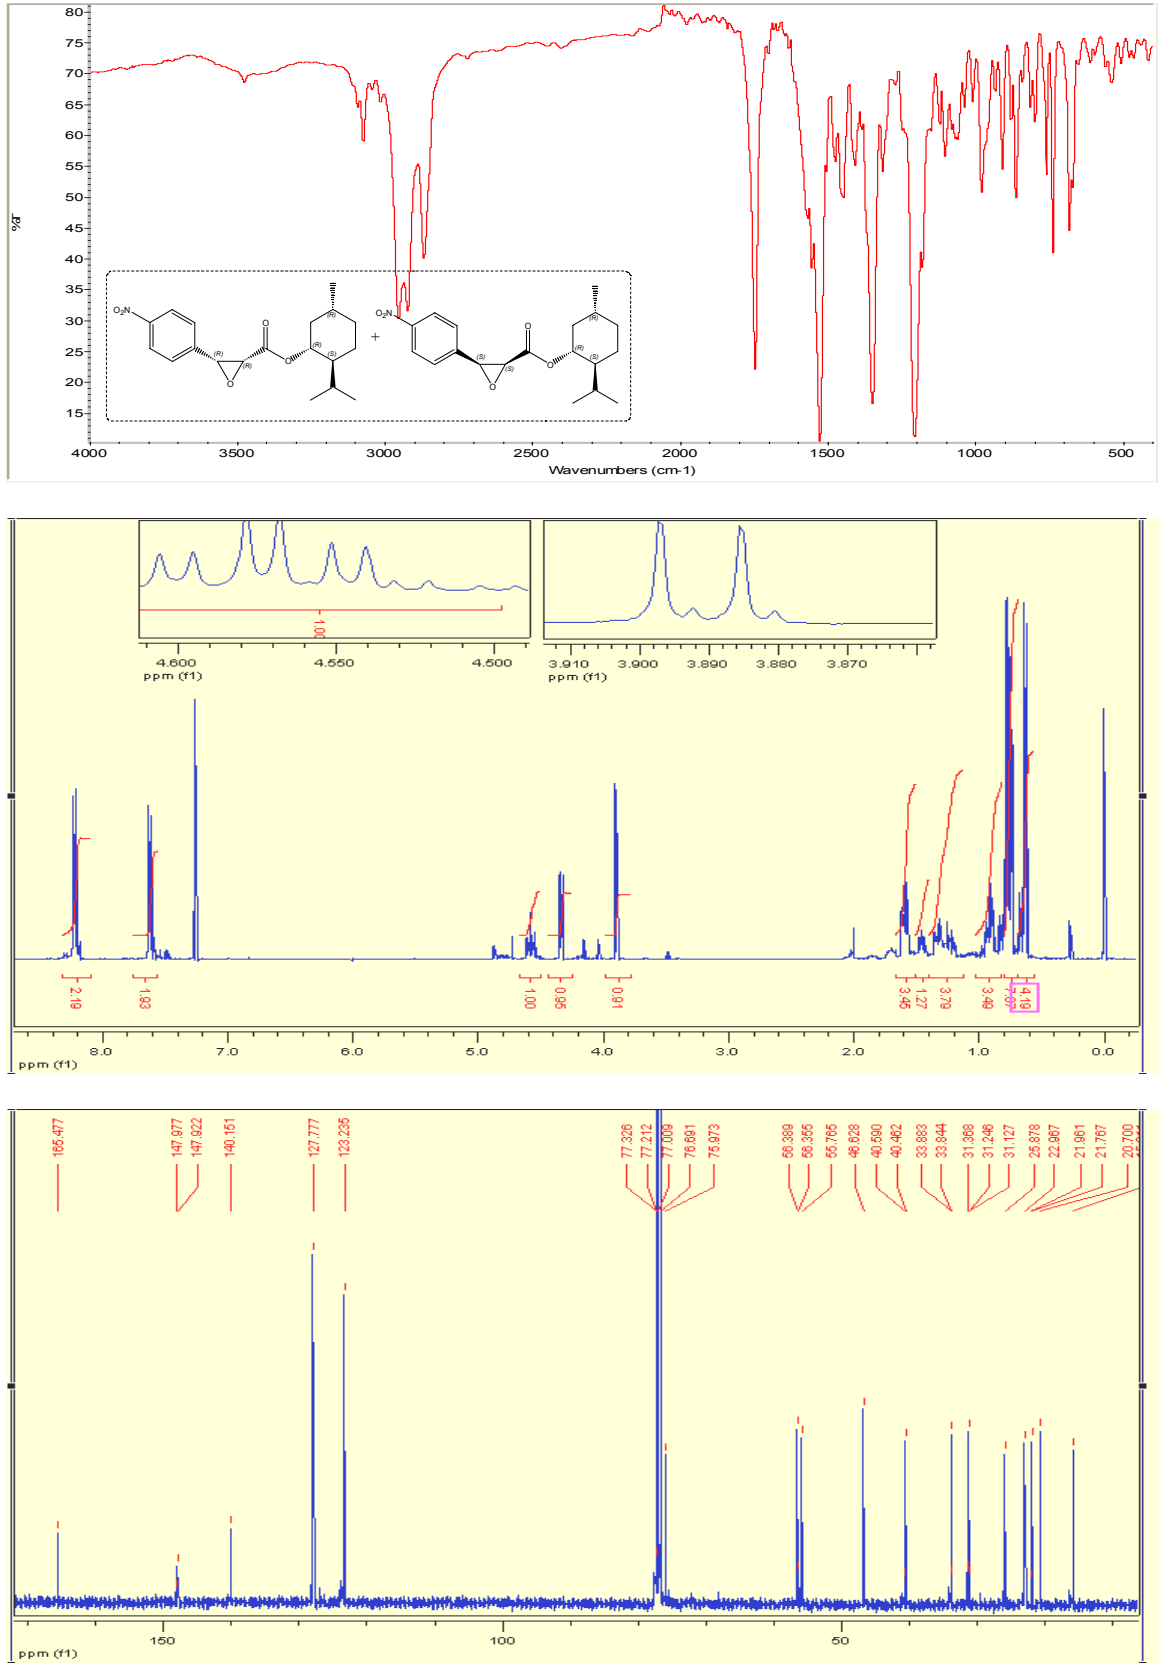 80
75
70
65
60
55
50
45
40
35
30
25
20
15
%T
O2N
(R)
(R)
O
O
O
(R)
(R)
(S)
+
O2N
(S)
(S)
O
O
O
(R)
(R)
(S)
4000 3500 3000 2500 2000 1500 1000 500
Wavenumbers (cm-1)
1.00
4.600 4.550 4.500
ppm (f1)
3.910 3.900 3.890 3.880 3.870
ppm (f1)
2.19 1.93 1.00 0.95 0.91 3.45 1.27 3.79 3.49 4.19
8.0 7.0 6.0 5.0 4.0 3.0 2.0 1.0 0.0
ppm (f1)
165.477 147.977 147.922 140.151 127.777 123.235 77.326 77.212 77.009 76.691 75.973 56.389 56.355 55.765 46.628 40.590 40.462 33.883 33.844 31.368 31.246 31.127 25.878 22.967 21.961 21.767 20.700
150 100 50
ppm (f1)